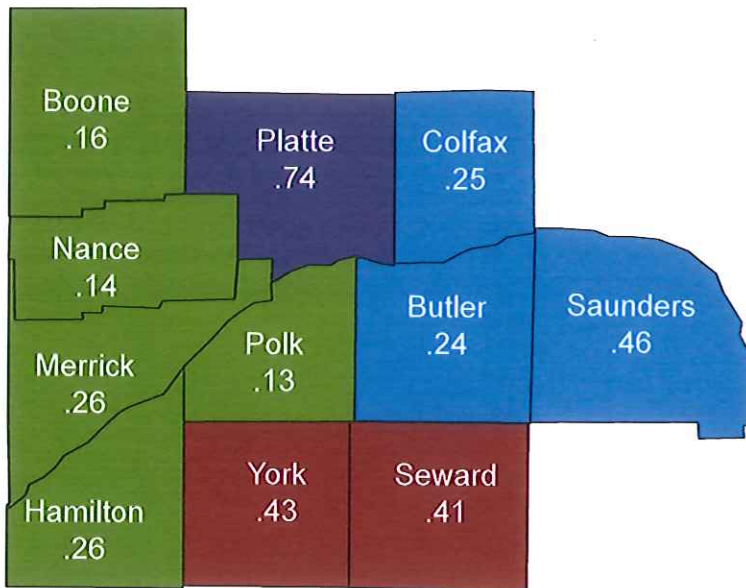 Boone
.16
Platte
.74
Colfax
.25
Nance
.14
Butler
.24
Saunders
.46
Polk
.13
Merrick
.26
York
.43
Seward
.41
Hamilton
.26